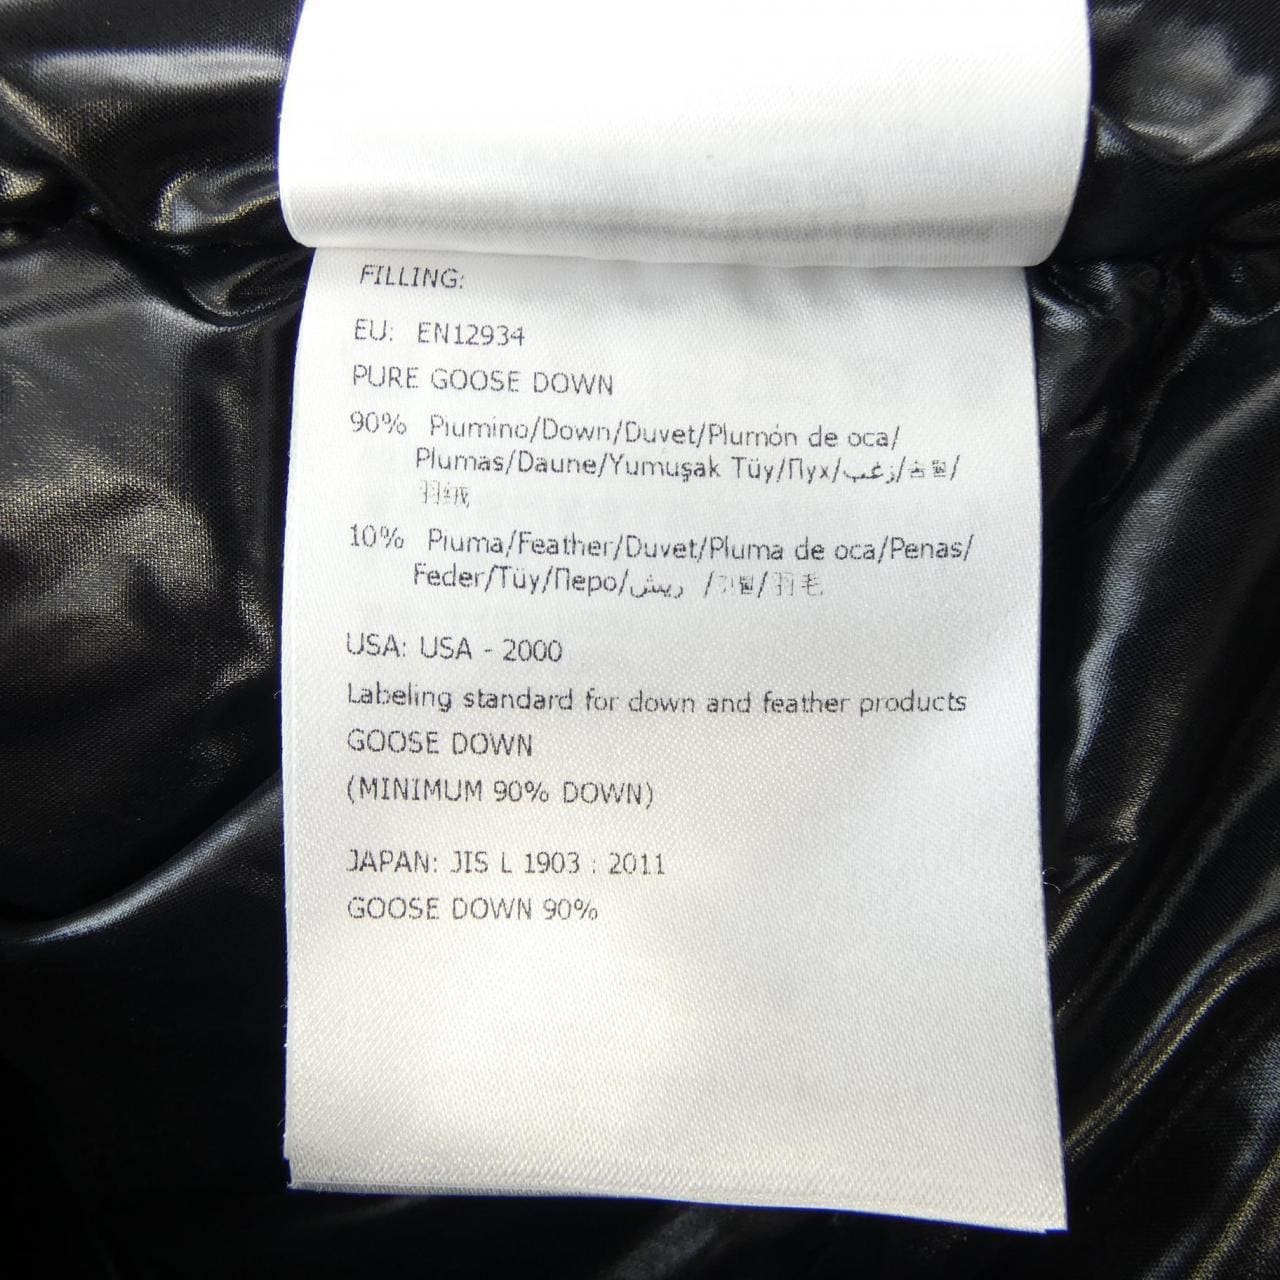 FILLING:
EU: EN12934
PURE GOOSE DOWN
90% Piumino/Down/Duvet/Plumón de oca/
Plumas/Daune/Yumuşak Tüy/Пух/زغب/솜털/
羽绒
10% Piuma/Feather/Duvet/Pluma de oca/Penas/
Feder/Tüy/Перо/ريش /깃털/羽毛
USA: USA - 2000
Labeling standard for down and feather products
GOOSE DOWN
(MINIMUM 90% DOWN)
JAPAN: JIS L 1903 : 2011
GOOSE DOWN 90%